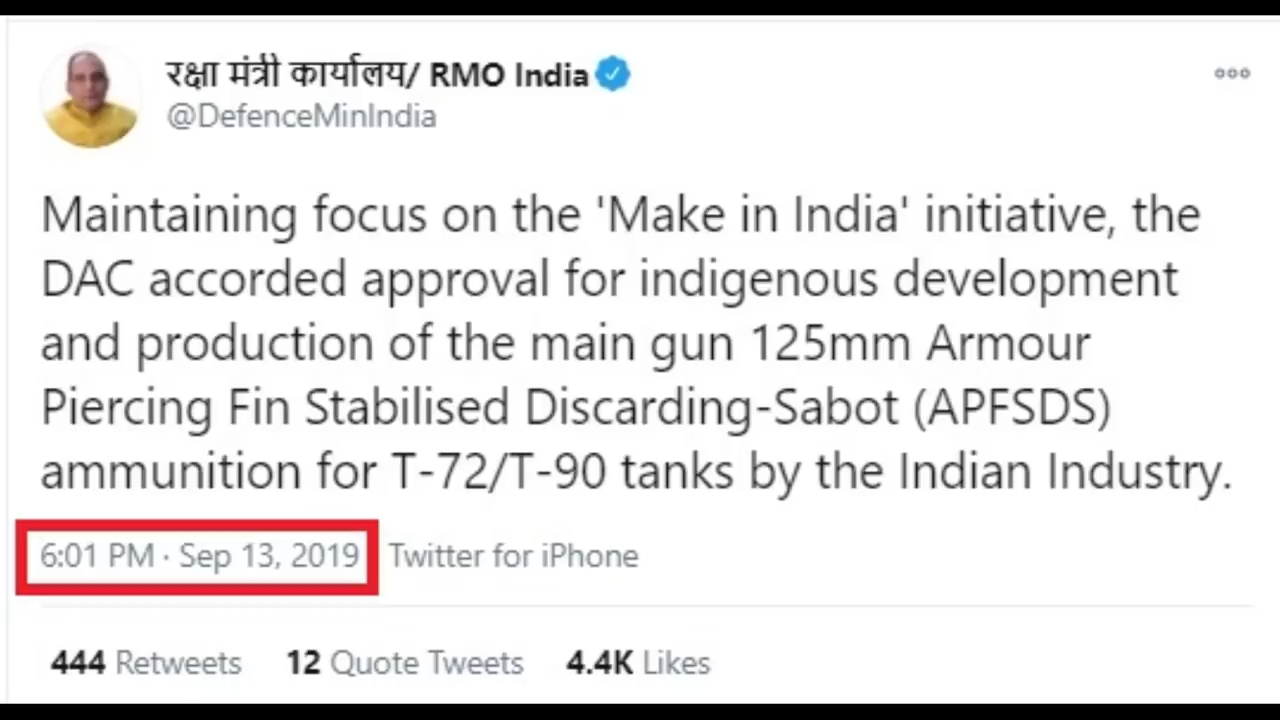 रक्षा मंत्री कार्यालय/ RMO India
@DefenceMinIndia
Maintaining focus on the 'Make in India' initiative, the
DAC accorded approval for indigenous development
and production of the main gun 125mm Armour
Piercing Fin Stabilised Discarding-Sabot (APFSDS)
ammunition for T-72/T-90 tanks by the Indian Industry.
6:01 PM · Sep 13, 2019 Twitter for iPhone
444 Retweets 12 Quote Tweets 4.4K Likes